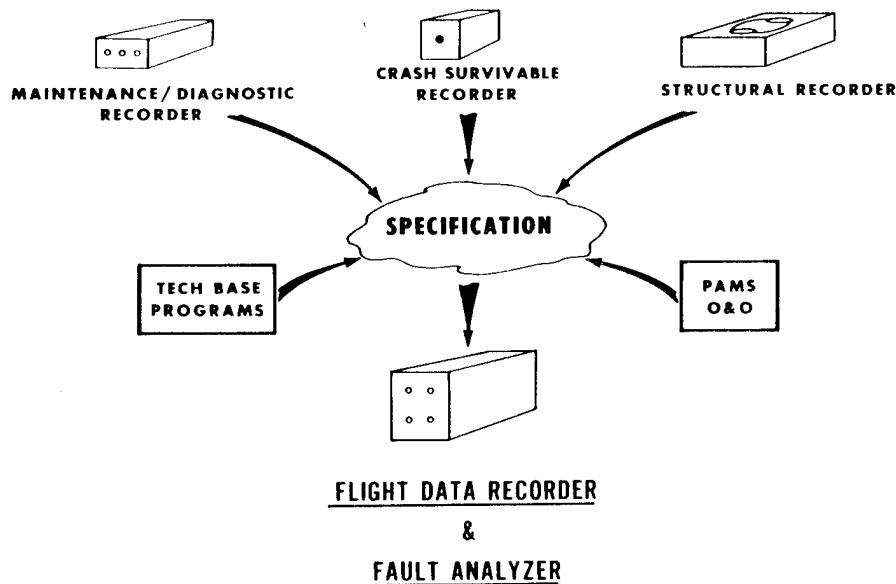 MAINTENANCE/DIAGNOSTIC
RECORDER
CRASH SURVIVABLE
RECORDER
STRUCTURAL RECORDER
SPECIFICATION
TECH BASE
PROGRAMS
PAMS
O&O
FLIGHT DATA RECORDER
&
FAULT ANALYZER